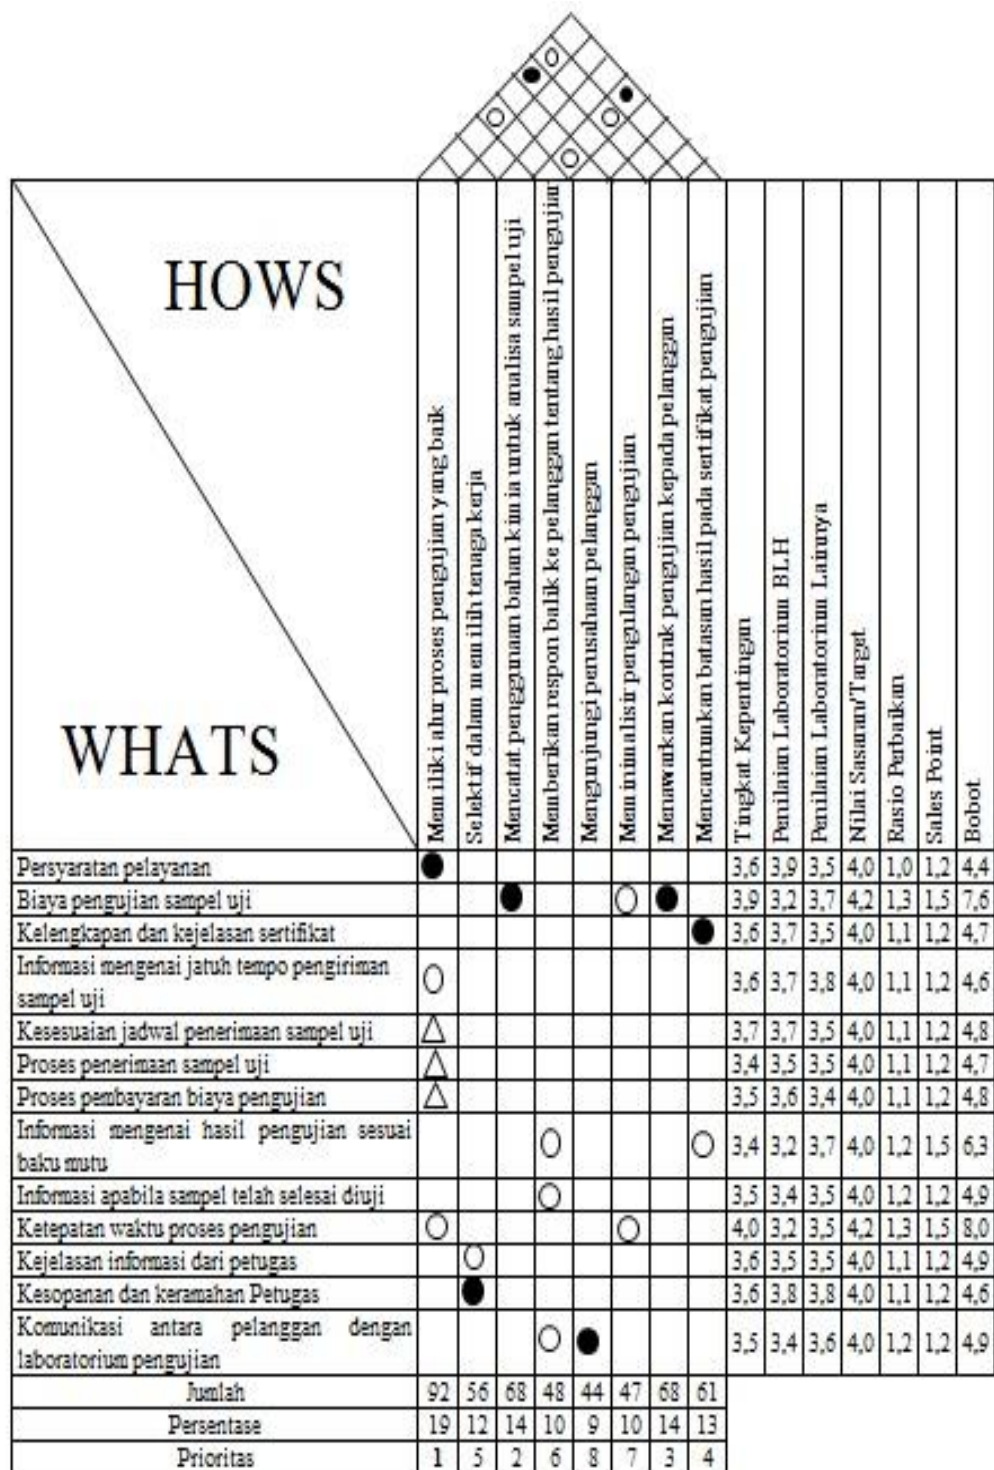 HOWS
WHATS
Memiliki alur proses pengujian yang baik
Selektif dalam memilih tenaga kerja
Mencatat penggunaan bahan kimia untuk analisa sampel uji
Memberikan respon balik ke pelanggan tentang hasil pengujian
Mengunjungi perusahaan pelanggan
Meminimalisir pengulangan pengujian
Menawarkan kontrak pengujian kepada pelanggan
Mencantumkan batasan hasil pada sertifikat pengujian
Tingkat Kepentingan
Penilaian Laboratorium BLH
Penilaian Laboratorium Lainnya
Nilai Sasaran/Target
Rasio Perbaikan
Sales Point
Bobot
Persyaratan pelayanan 3,6 3,9 3,5 4,0 1,0 1,2 4,4
Biaya pengujian sampel uji 3,9 3,2 3,7 4,2 1,3 1,5 7,6
Kelengkapan dan kejelasan sertifikat 3,6 3,7 3,5 4,0 1,1 1,2 4,7
Informasi mengenai jatuh tempo pengiriman
sampel uji 3,6 3,7 3,8 4,0 1,1 1,2 4,6
Kesesuaian jadwal penerimaan sampel uji 3,7 3,7 3,5 4,0 1,1 1,2 4,8
Proses penerimaan sampel uji 3,4 3,5 3,5 4,0 1,1 1,2 4,7
Proses pembayaran biaya pengujian 3,5 3,6 3,4 4,0 1,1 1,2 4,8
Informasi mengenai hasil pengujian sesuai
baku mutu 3,4 3,2 3,7 4,0 1,2 1,5 6,3
Informasi apabila sampel telah selesai diuji 3,5 3,4 3,5 4,0 1,2 1,2 4,9
Ketepatan waktu proses pengujian 4,0 3,2 3,5 4,2 1,3 1,5 8,0
Kejelasan informasi dari petugas 3,6 3,5 3,5 4,0 1,1 1,2 4,9
Kesopanan dan keramahan Petugas 3,6 3,8 3,8 4,0 1,1 1,2 4,6
Komunikasi antara pelanggan dengan
laboratorium pengujian 3,5 3,4 3,6 4,0 1,2 1,2 4,9
Jumlah 92 56 68 48 44 47 68 61
Persentase 19 12 14 10 9 10 14 13
Prioritas 1 5 2 6 8 7 3 4